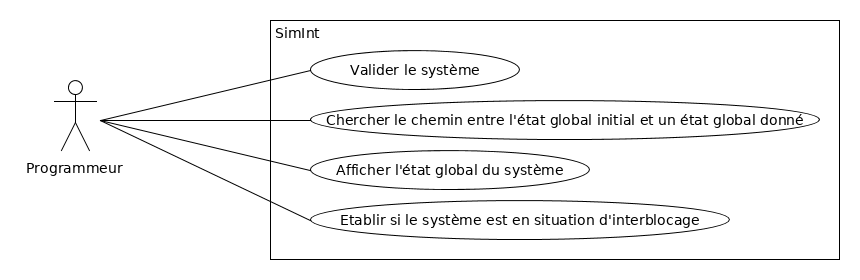 SimInt
Valider le système
Chercher le chemin entre l'état global initial et un état global donné
Afficher l'état global du système
Etablir si le système est en situation d'interblocage
Programmeur